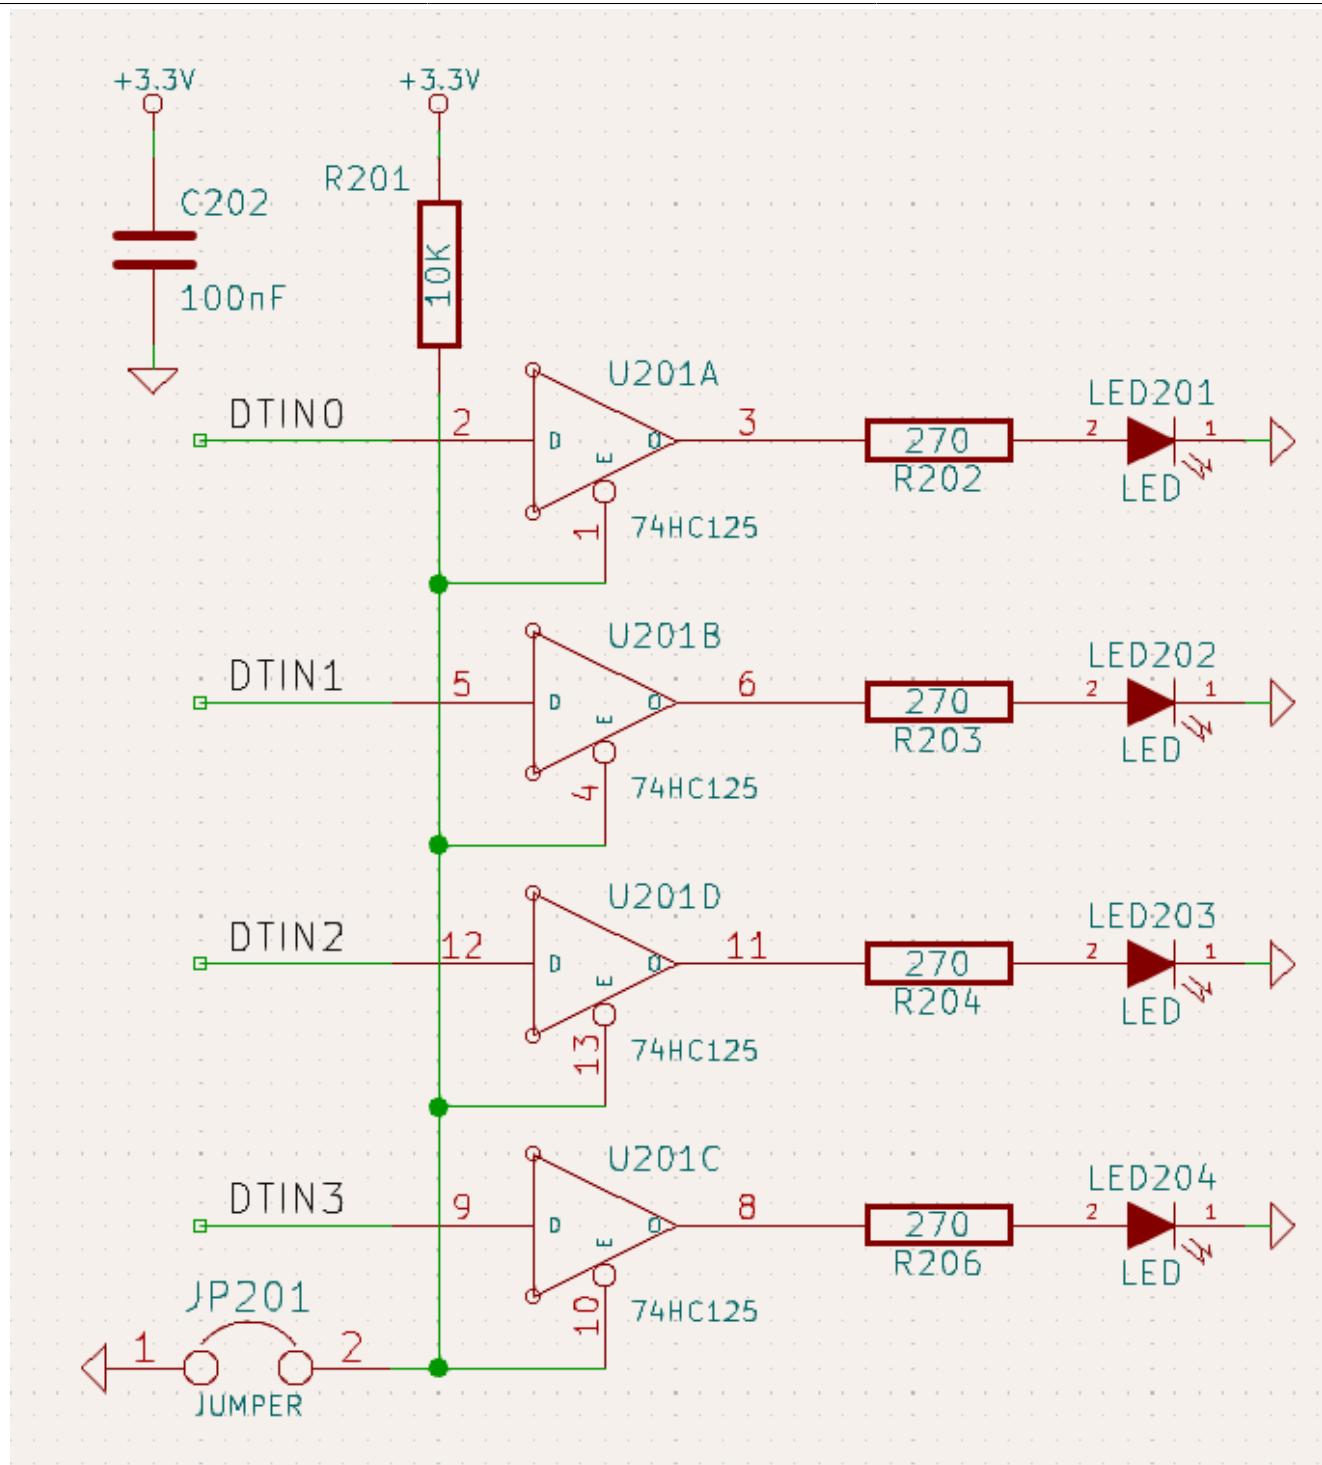 +3.3V
+3.3V
R201
C202
10K
100nF
U201A
LED201
DTIN0
2
3
2
1
D
O
270
E
R202
LED
1
74HC125
U201B
LED202
DTIN1
5
6
2
1
D
O
270
E
R203
LED
4
74HC125
U201D
LED203
DTIN2
12
11
2
1
D
O
270
E
R204
LED
13
74HC125
U201C
LED204
DTIN3
9
8
2
1
D
O
270
E
R206
LED
10
74HC125
JP201
1
2
JUMPER